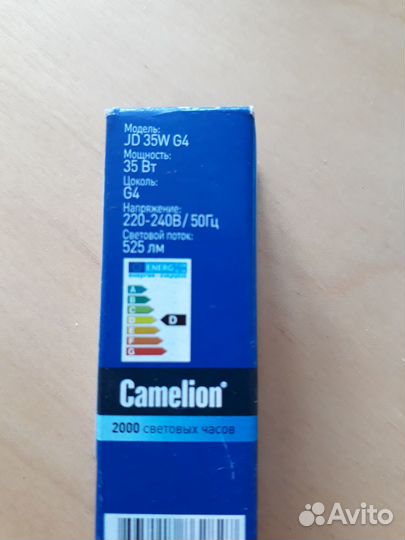 Модель:
JD 35W G4
Мощность:
35 Вт
Цоколь:
G4
Напряжение:
220-240В/50Гц
Световой поток:
525 лм
ENERG
A
B
C
D
E
F
G
D
Camelion®
2000 световых часов
Avito